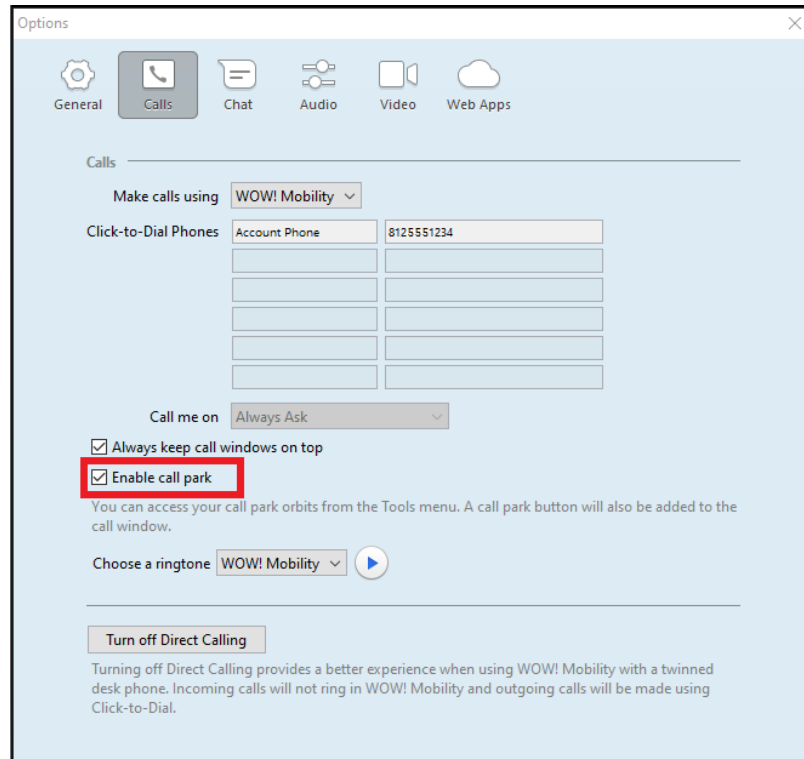 Options
General Calls Chat Audio Video Web Apps
Calls
Make calls using WOW! Mobility
Click-to-Dial Phones Account Phone 8125551234
Call me on Always Ask
Always keep call windows on top
Enable call park
You can access your call park orbits from the Tools menu. A call park button will also be added to the
call window.
Choose a ringtone WOW! Mobility
Turn off Direct Calling
Turning off Direct Calling provides a better experience when using WOW! Mobility with a twinned
desk phone. Incoming calls will not ring in WOW! Mobility and outgoing calls will be made using
Click-to-Dial.